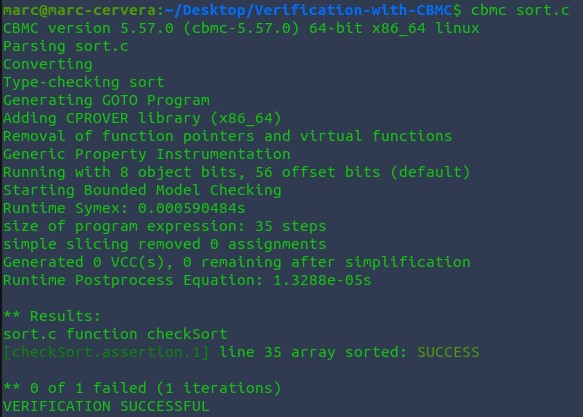 marc@marc-cervera:~/Desktop/Verification-with-CBMC$ cbmc sort.c
CBMC version 5.57.0 (cbmc-5.57.0) 64-bit x86_64 linux
Parsing sort.c
Converting
Type-checking sort
Generating GOTO Program
Adding CPROVER library (x86_64)
Removal of function pointers and virtual functions
Generic Property Instrumentation
Running with 8 object bits, 56 offset bits (default)
Starting Bounded Model Checking
Runtime Symex: 0.000590484s
size of program expression: 35 steps
simple slicing removed 0 assignments
Generated 0 VCC(s), 0 remaining after simplification
Runtime Postprocess Equation: 1.3288e-05s

** Results:
sort.c function checkSort
[checkSort.assertion.1] line 35 array sorted: SUCCESS

** 0 of 1 failed (1 iterations)
VERIFICATION SUCCESSFUL